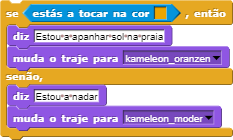 se estás a tocar na cor , então
diz Estou a apanhar sol na praia
muda o traje para kameleon_oranzen
senão,
diz Estou a nadar
muda o traje para kameleon_moder